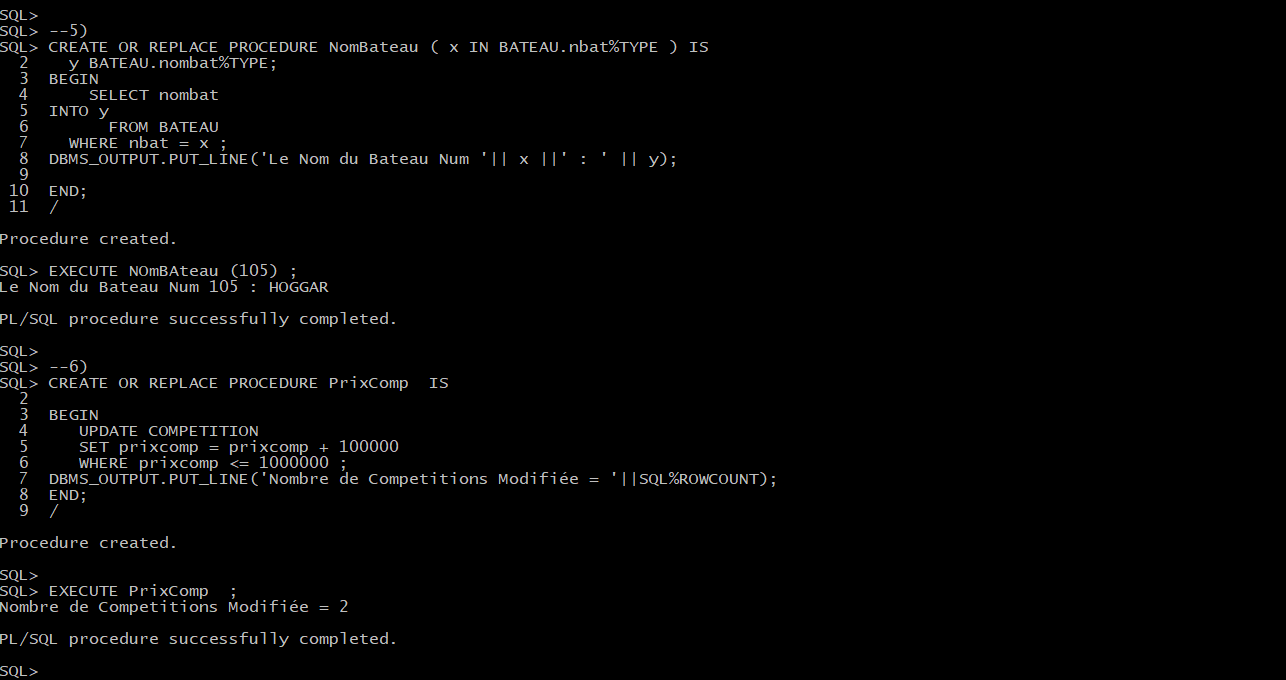 SQL>
SQL> --5)
SQL> CREATE OR REPLACE PROCEDURE NomBateau ( x IN BATEAU.nbat%TYPE ) IS
  2    y BATEAU.nombat%TYPE;
  3  BEGIN
  4      SELECT nombat
  5  INTO y
  6        FROM BATEAU
  7    WHERE nbat = x ;
  8  DBMS_OUTPUT.PUT_LINE('Le Nom du Bateau Num '|| x ||' : ' || y);
  9
 10  END;
 11  /
Procedure created.
SQL> EXECUTE NOmBAteau (105) ;
Le Nom du Bateau Num 105 : HOGGAR
PL/SQL procedure successfully completed.
SQL>
SQL> --6)
SQL> CREATE OR REPLACE PROCEDURE PrixComp  IS
  2
  3  BEGIN
  4     UPDATE COMPETITION
  5     SET prixcomp = prixcomp + 100000
  6     WHERE prixcomp <= 1000000 ;
  7  DBMS_OUTPUT.PUT_LINE('Nombre de Competitions Modifiée = '||SQL%ROWCOUNT);
  8  END;
  9  /
Procedure created.
SQL>
SQL> EXECUTE PrixComp  ;
Nombre de Competitions Modifiée = 2
PL/SQL procedure successfully completed.
SQL>